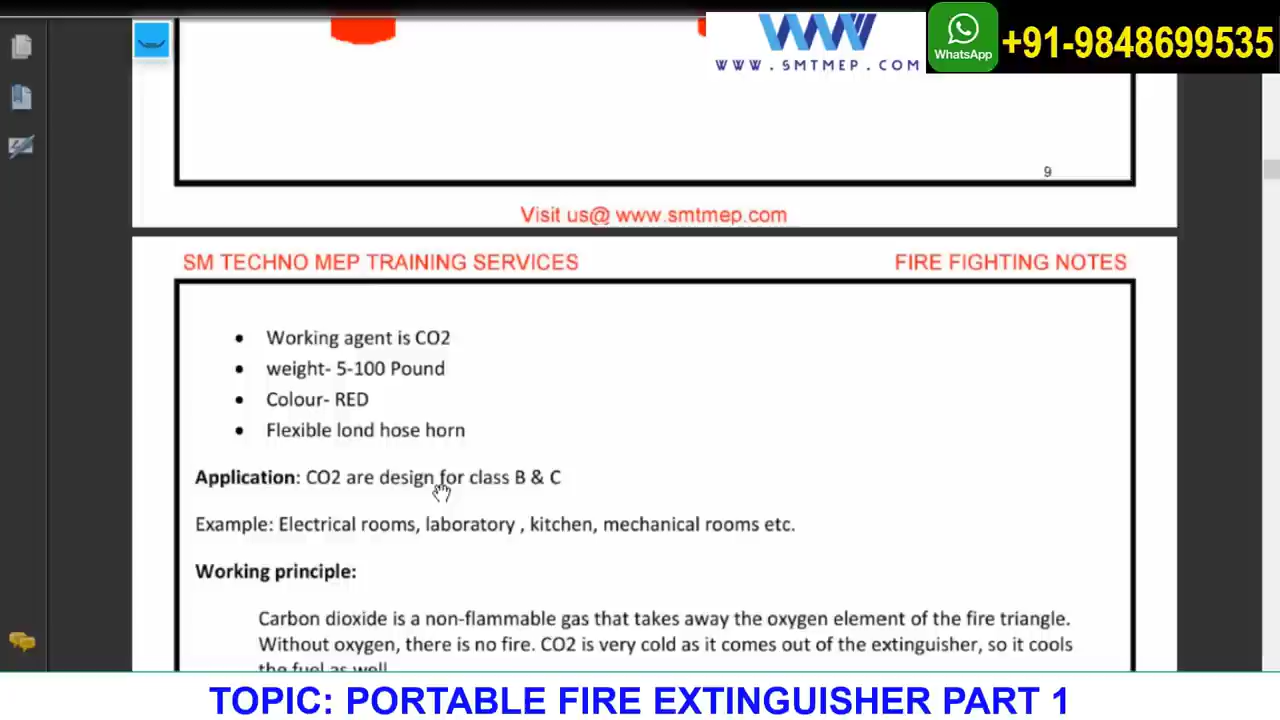 WWW.SMTMEP.COM
WhatsApp
+91-9848699535
9
Visit us@ www.smtmep.com
SM TECHNO MEP TRAINING SERVICES
FIRE FIGHTING NOTES
• Working agent is CO2
• weight- 5-100 Pound
• Colour- RED
• Flexible lond hose horn
Application: CO2 are design for class B & C
Example: Electrical rooms, laboratory , kitchen, mechanical rooms etc.
Working principle:
Carbon dioxide is a non-flammable gas that takes away the oxygen element of the fire triangle.
Without oxygen, there is no fire. CO2 is very cold as it comes out of the extinguisher, so it cools
the fuel as well
TOPIC: PORTABLE FIRE EXTINGUISHER PART 1